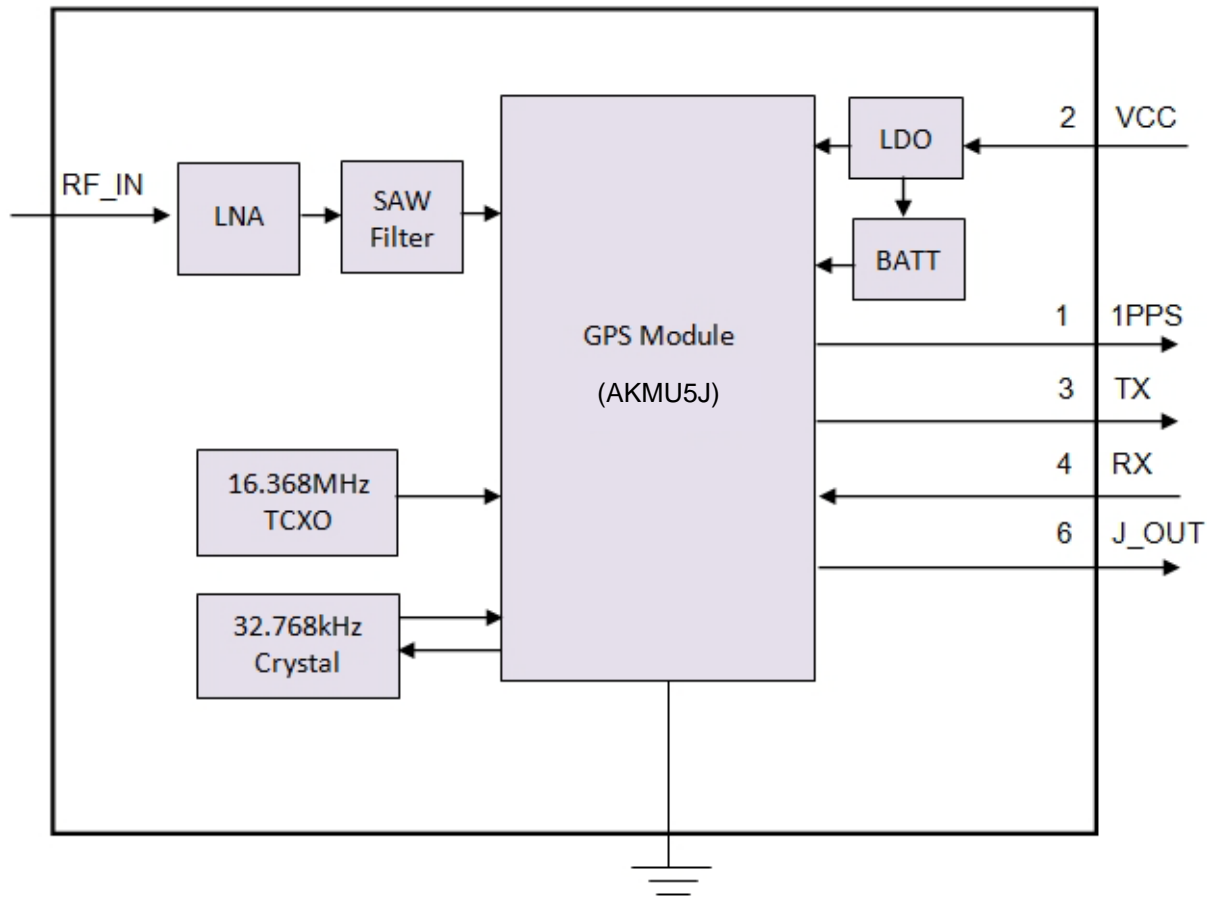 2 VCC
LDO
RF_IN
LNA
SAW
Filter
BATT
1 1PPS
GPS Module
(AKMU5J)
3 TX
4 RX
16.368MHz
TCXO
6 J_OUT
32.768kHz
Crystal